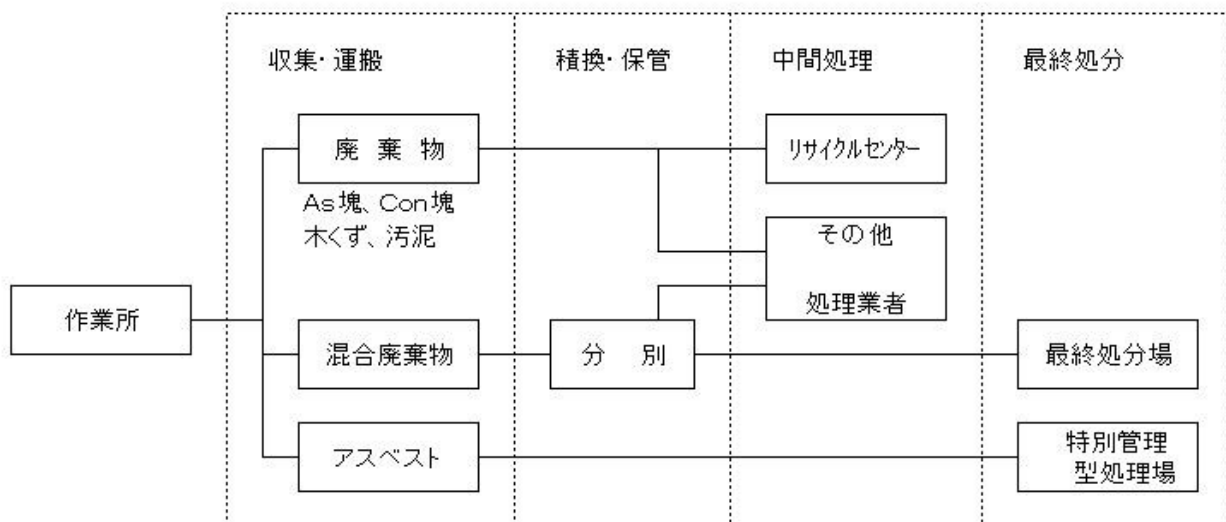 収集・運搬
積換・保管
中間処理
最終処分
廃棄物
リサイクルセンター
As塊、Con塊
木くず、汚泥
その他
処理業者
作業所
混合廃棄物
分別
最終処分場
アスベスト
特別管理
型処理場